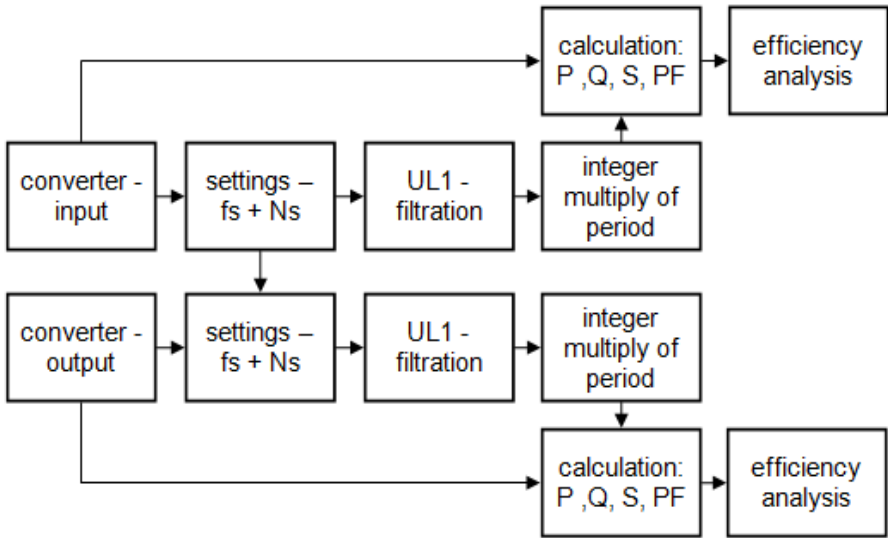 calculation:
P ,Q, S, PF
efficiency
analysis
converter -
input
settings –
fs + Ns
UL1 -
filtration
integer
multiply of
period
converter -
output
settings –
fs + Ns
UL1 -
filtration
integer
multiply of
period
calculation:
P ,Q, S, PF
efficiency
analysis